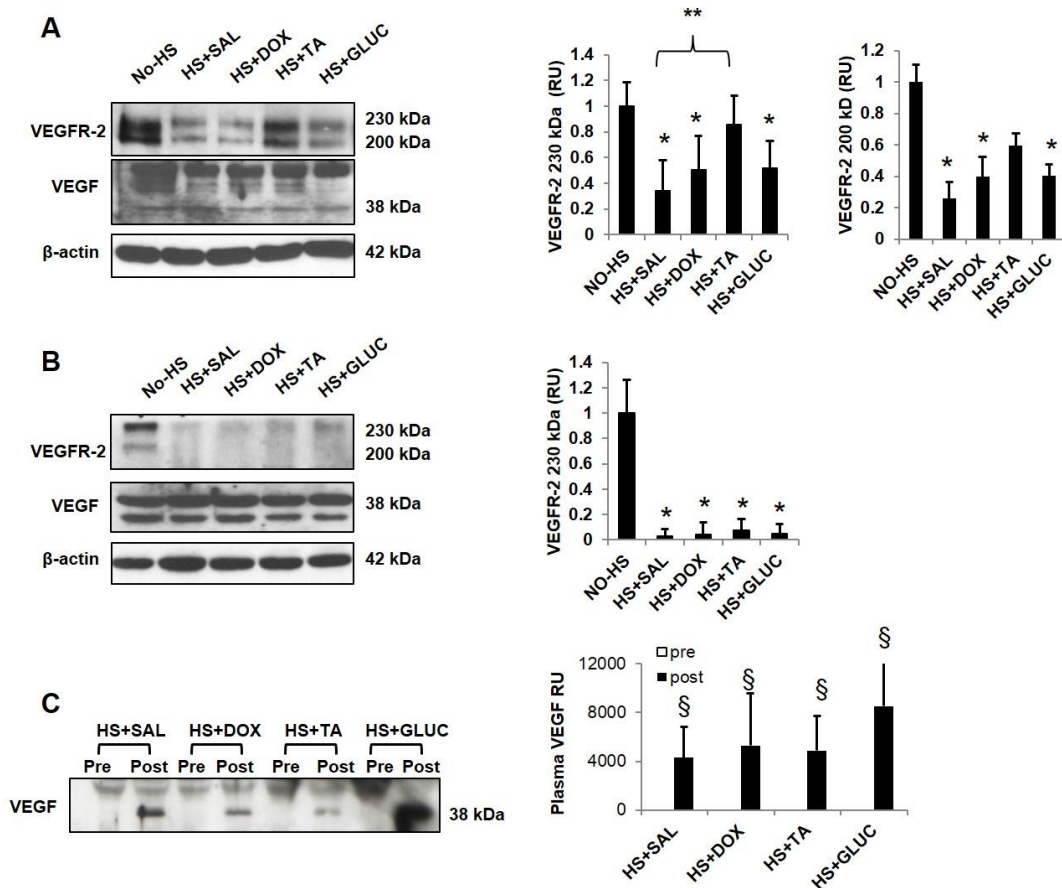 A
No-HS
HS+SAL
HS+DOX
HS+TA
HS+GLUC
VEGFR-2
230 kDa
200 kDa
VEGF
38 kDa
β-actin
42 kDa
**
VEGFR-2 230 kDa (RU)
1.4
1.2
1
0.8
0.6
0.4
0.2
0
* * *
NO-HS
HS+SAL
HS+DOX
HS+TA
HS+GLUC
VEGFR-2 200 kD (RU)
1.2
1
0.8
0.6
0.4
0.2
0
* * *
NO-HS
HS+SAL
HS+DOX
HS+TA
HS+GLUC
B
No-HS
HS+SAL
HS+DOX
HS+TA
HS+GLUC
VEGFR-2
230 kDa
200 kDa
VEGF
38 kDa
β-actin
42 kDa
VEGFR-2 230 kDa (RU)
1.4
1.2
1
0.8
0.6
0.4
0.2
0
* * * *
NO-HS
HS+SAL
HS+DOX
HS+TA
HS+GLUC
C
HS+SAL HS+DOX HS+TA HS+GLUC
Pre Post Pre Post Pre Post Pre Post
VEGF
38 kDa
Plasma VEGF RU
12000
8000
4000
0
pre
post
§ § § §
HS+SAL
HS+DOX
HS+TA
HS+GLUC